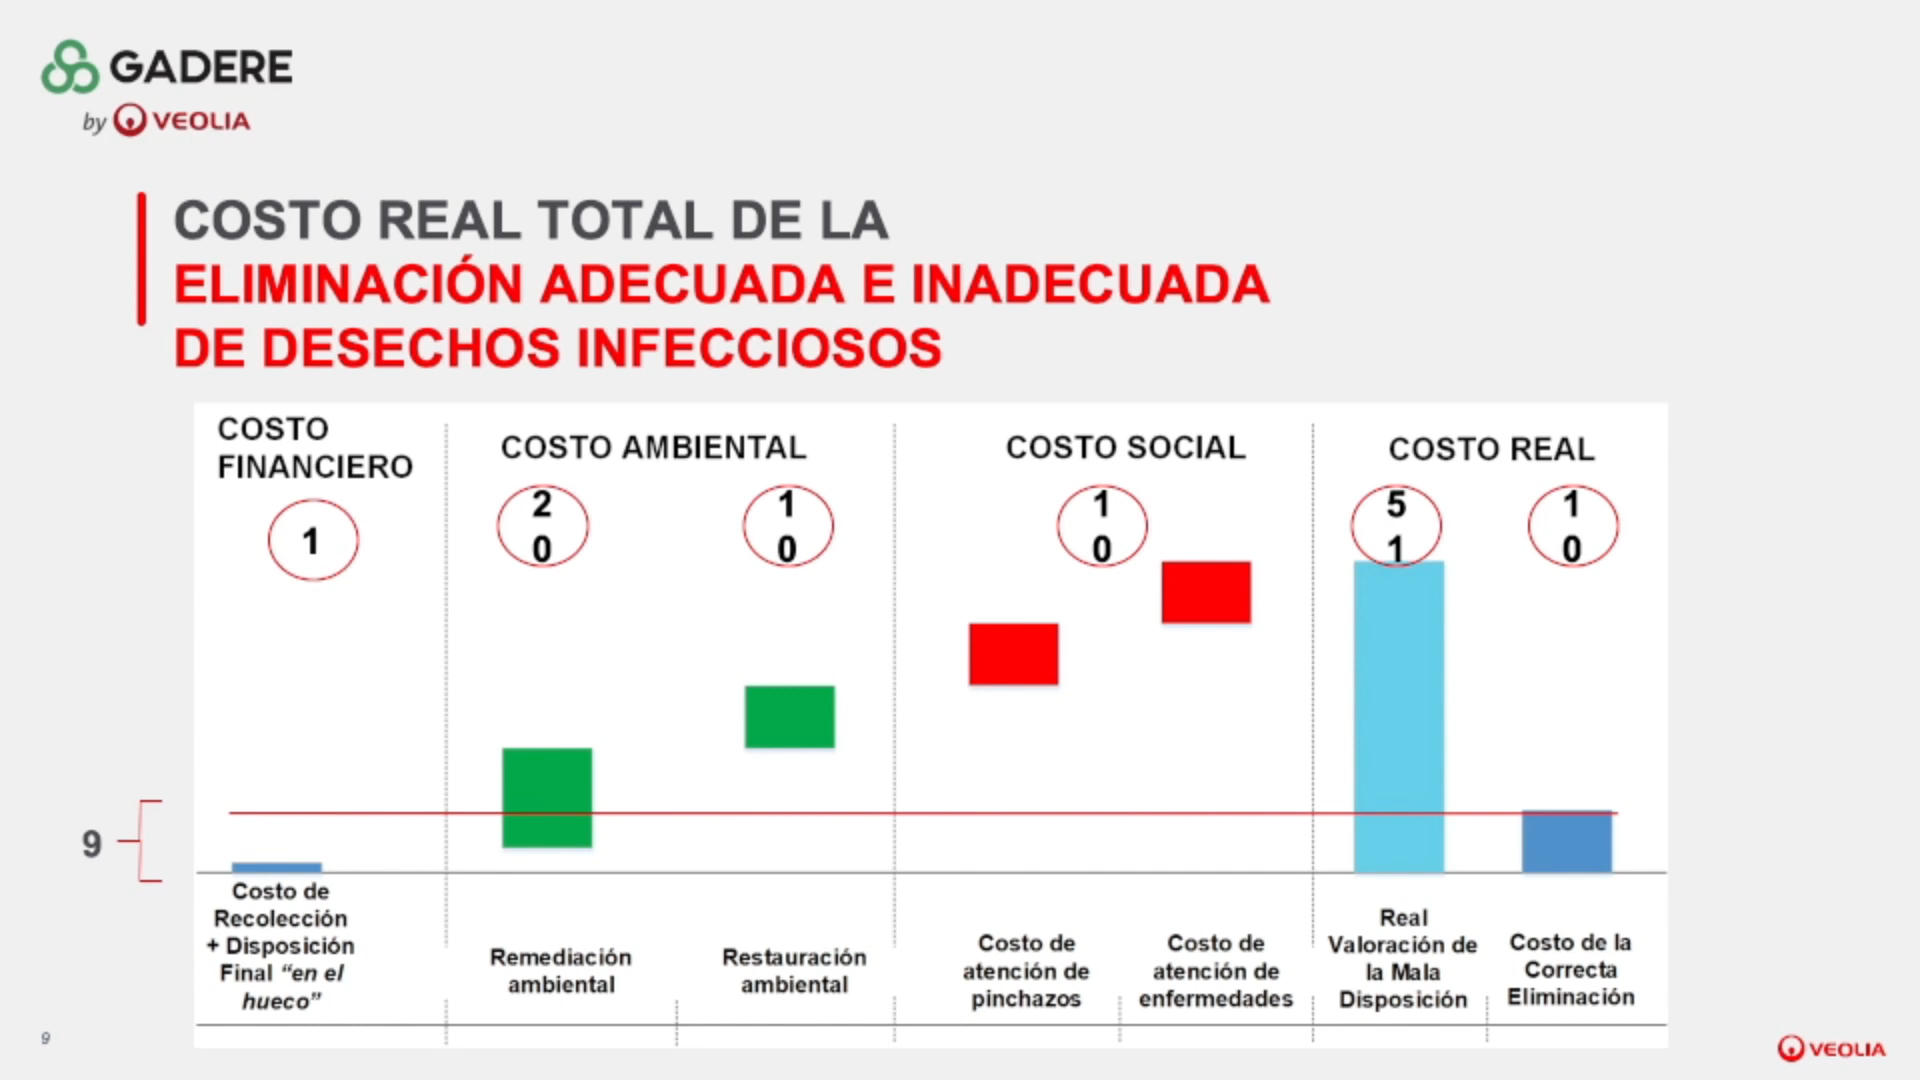 GADERE
by VEOLIA
COSTO REAL TOTAL DE LA
ELIMINACIÓN ADECUADA E INADECUADA
DE DESECHOS INFECCIOSOS
COSTO
FINANCIERO
COSTO AMBIENTAL
COSTO SOCIAL
COSTO REAL
1
2
0
1
0
1
0
5
1
1
0
9
Costo de
Recolección
+ Disposición
Final “en el
hueco”
Remediación
ambiental
Restauración
ambiental
Costo de
atención de
pinchazos
Costo de
atención de
enfermedades
Real
Valoración de
la Mala
Disposición
Costo de la
Correcta
Eliminación
9
VEOLIA